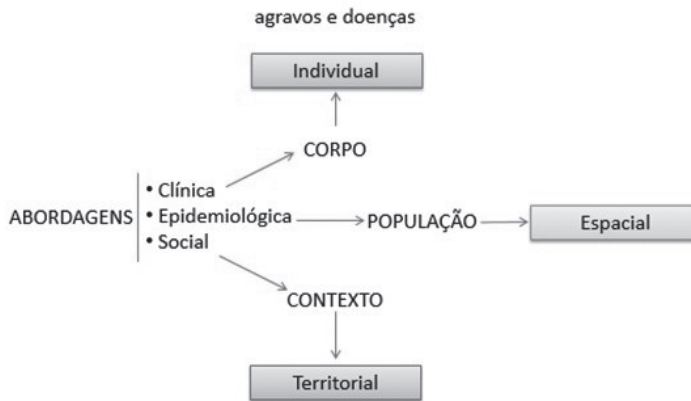 agravos e doenças
Individual
CORPO
ABORDAGENS
• Clínica
• Epidemiológica
• Social
POPULAÇÃO
Espacial
CONTEXTO
Territorial